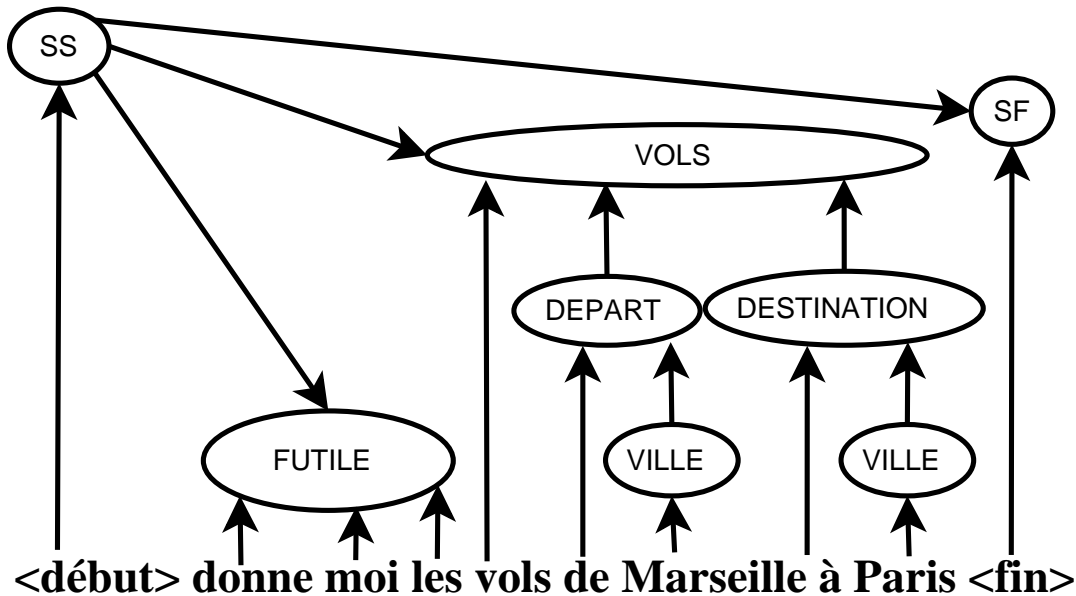 SS
SF
VOLS
DEPART DESTINATION
FUTILE VILLE VILLE
<début> donne moi les vols de Marseille à Paris <fin>